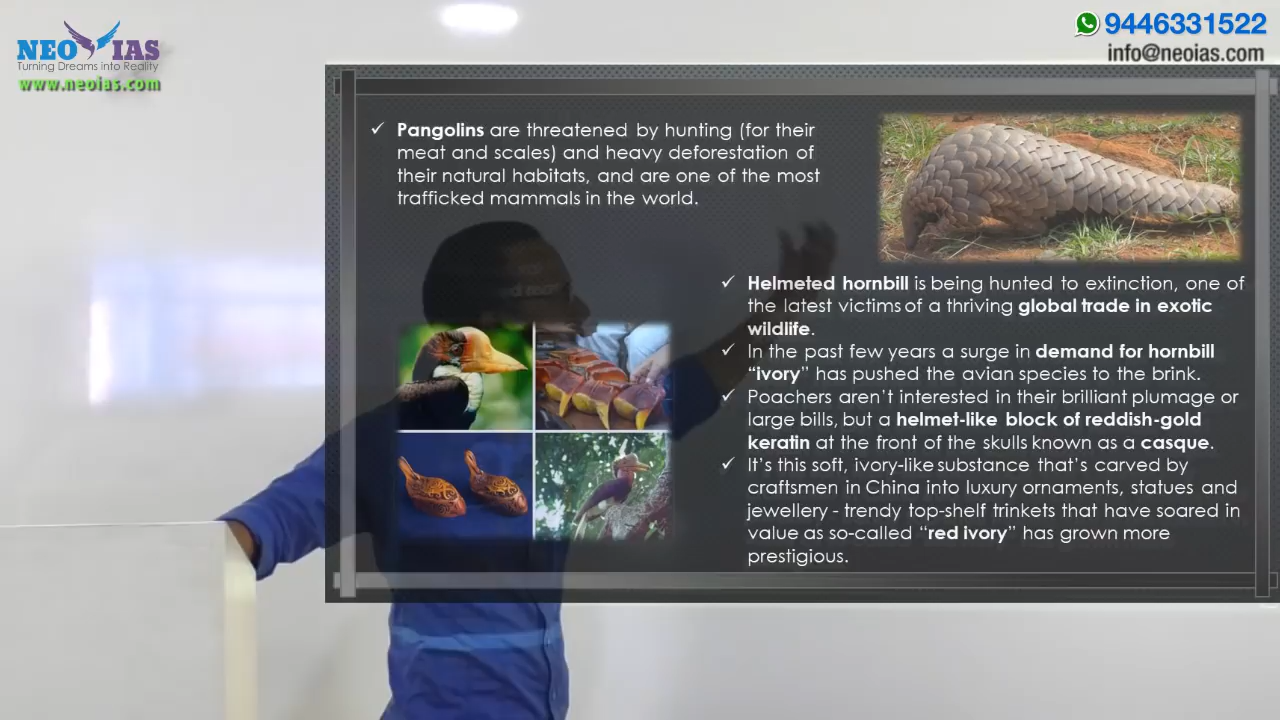 NEO IAS
Turning Dreams into Reality
www.neoias.com
9446331522
info@neoias.com
✓ Pangolins are threatened by hunting (for their
meat and scales) and heavy deforestation of
their natural habitats, and are one of the most
trafficked mammals in the world.
✓ Helmeted hornbill is being hunted to extinction, one of
the latest victims of a thriving global trade in exotic
wildlife.
✓ In the past few years a surge in demand for hornbill
“ivory” has pushed the avian species to the brink.
✓ Poachers aren’t interested in their brilliant plumage or
large bills, but a helmet-like block of reddish-gold
keratin at the front of the skulls known as a casque.
✓ It’s this soft, ivory-like substance that’s carved by
craftsmen in China into luxury ornaments, statues and
jewellery - trendy top-shelf trinkets that have soared in
value as so-called “red ivory” has grown more
prestigious.